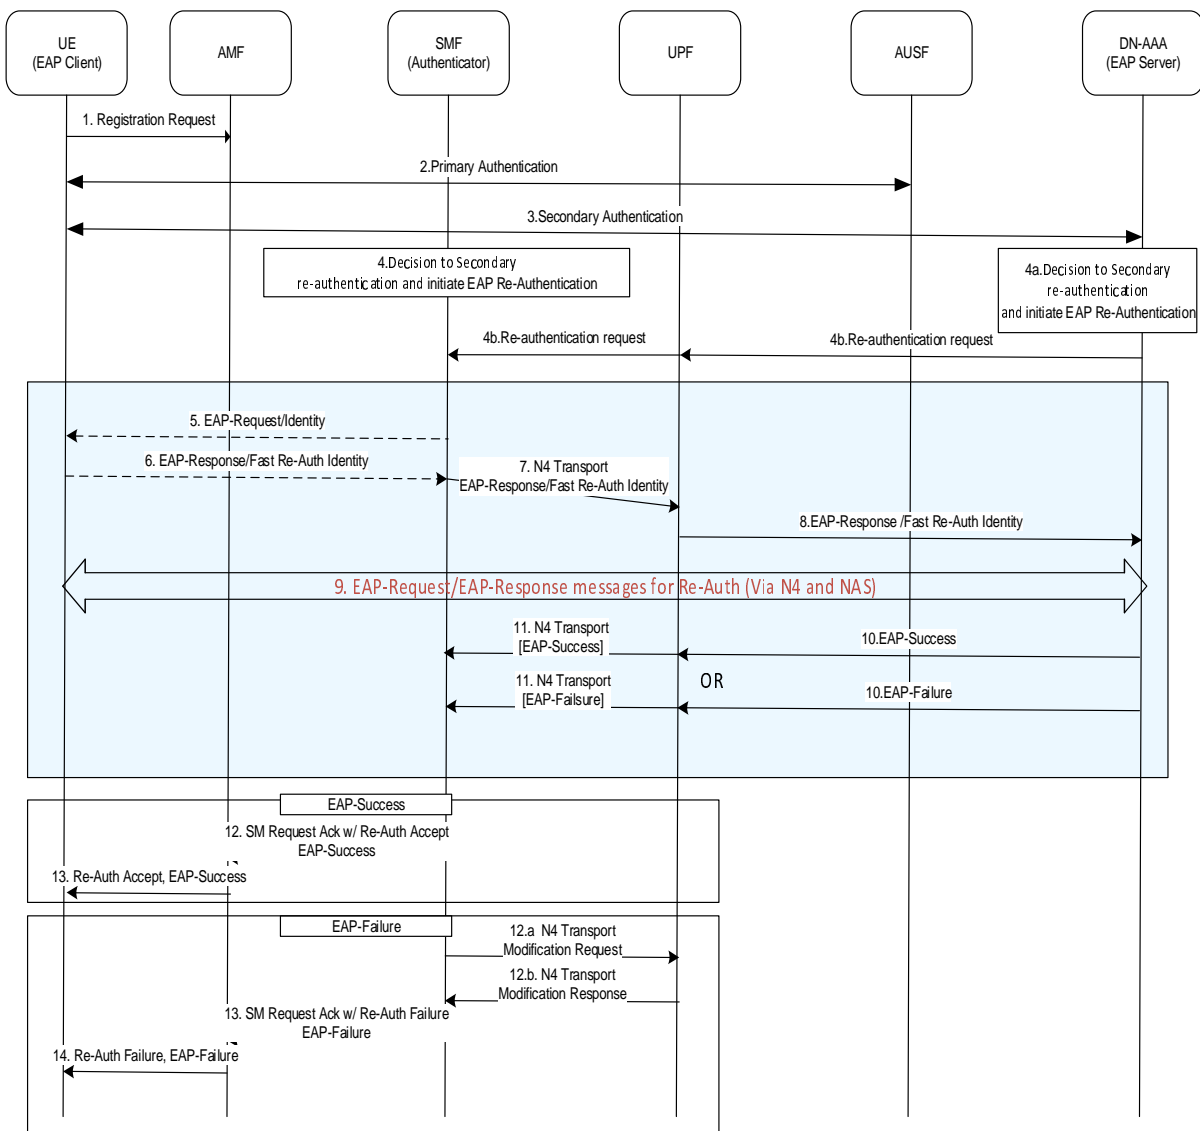 UE
(EAP Client)
AMF
SMF
(Authenticator)
UPF
AUSF
DN-AAA
(EAP Server)
1. Registration Request
2.Primary Authentication
3.Secondary Authentication
4.Decision to Secondary
re-authentication and initiate EAP Re-Authentication
4a.Decision to Secondary
re-authentication
and initiate EAP Re-Authentication
4b.Re-authentication request
4b.Re-authentication request
5. EAP-Request/Identity
6. EAP-Response/Fast Re-Auth Identity
7. N4 Transport
EAP-Response/Fast Re-Auth Identity
8.EAP-Response /Fast Re-Auth Identity
9. EAP-Request/EAP-Response messages for Re-Auth (Via N4 and NAS)
11. N4 Transport
[EAP-Success]
10.EAP-Success
OR
11. N4 Transport
[EAP-Failsure]
10.EAP-Failure
EAP-Success
12. SM Request Ack w/ Re-Auth Accept
EAP-Success
13. Re-Auth Accept, EAP-Success
EAP-Failure
12.a N4 Transport
Modification Request
12.b. N4 Transport
Modification Response
13. SM Request Ack w/ Re-Auth Failure
EAP-Failure
14. Re-Auth Failure, EAP-Failure